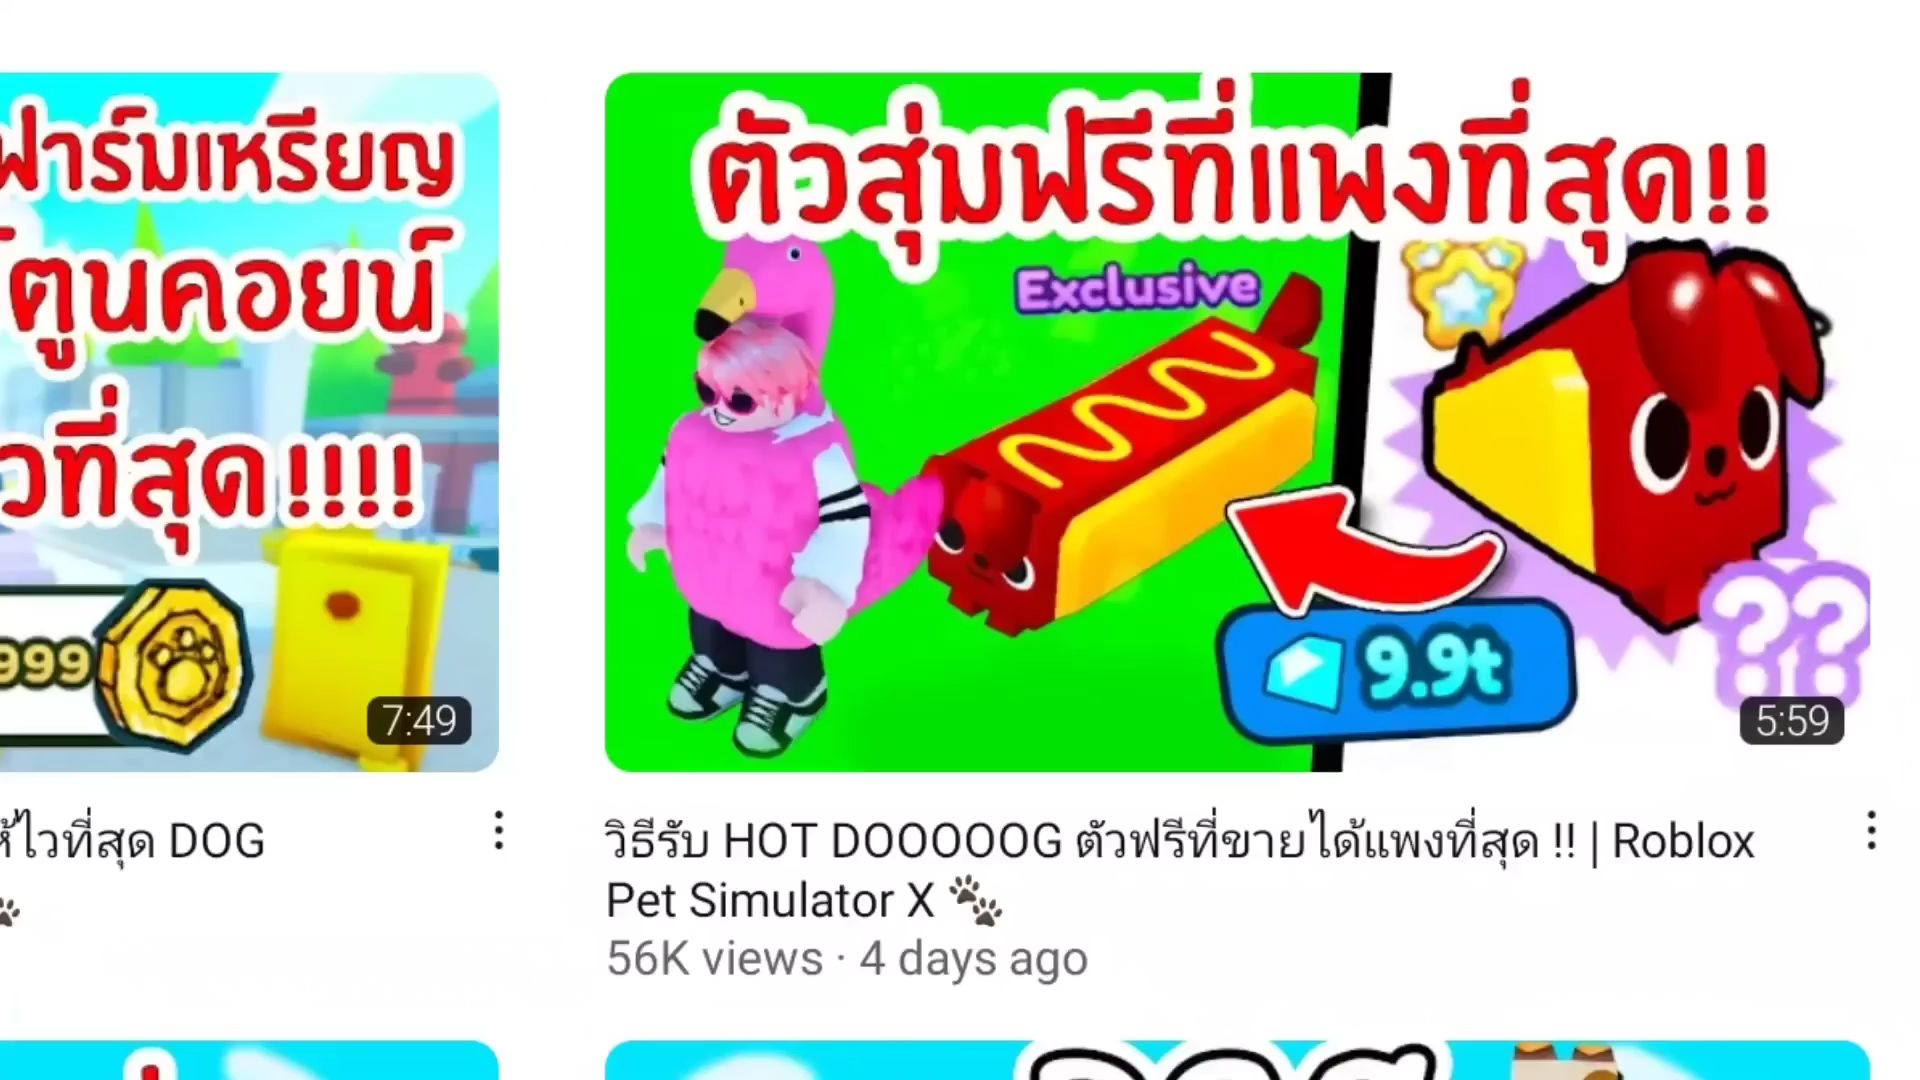 ฟาร์มเหรียญ
ตูนคอยน์
วที่สุด!!!!
999
7:49
ห้ไวที่สุด DOG
ตัวสุ่มฟรีที่แพงที่สุด!!
Exclusive
9.9t
??
5:59
วิธีรับ HOT DOOOOOG ตัวฟรีที่ขายได้แพงที่สุด !! | Roblox
Pet Simulator X 🐾
56K views · 4 days ago